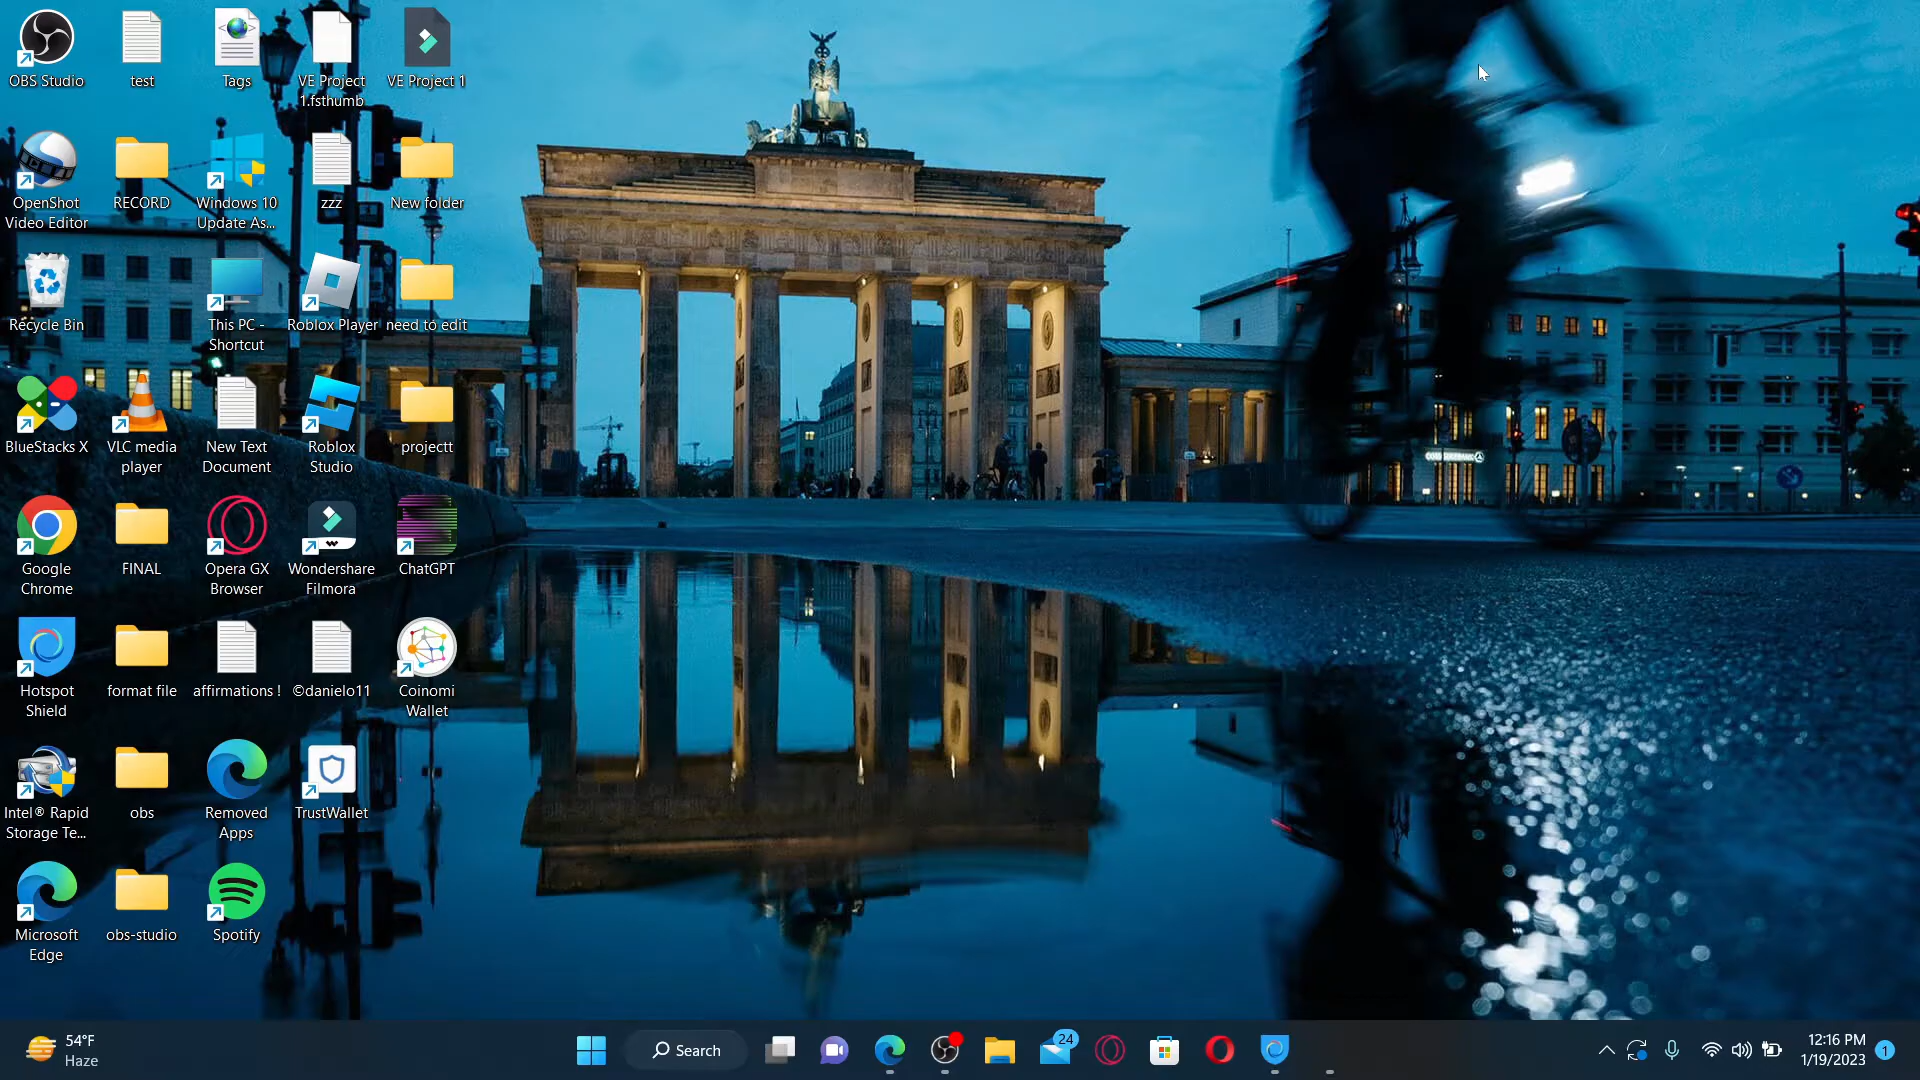 OBS Studio
test
Tags
VE Project
1.fsthumb
VE Project 1
OpenShot
Video Editor
RECORD
Windows 10
Update As...
zzz
New folder
Recycle Bin
This PC -
Shortcut
Roblox Player
need to edit
BlueStacks X
VLC media
player
New Text
Document
Roblox
Studio
projectt
Google
Chrome
FINAL
Opera GX
Browser
Wondershare
Filmora
ChatGPT
Hotspot
Shield
format file
affirmations !
©danielo11
Coinomi
Wallet
Intel® Rapid
Storage Te...
obs
Removed
Apps
TrustWallet
Microsoft
Edge
obs-studio
Spotify
54°F
Haze
Search
24
12:16 PM
1/19/2023
1